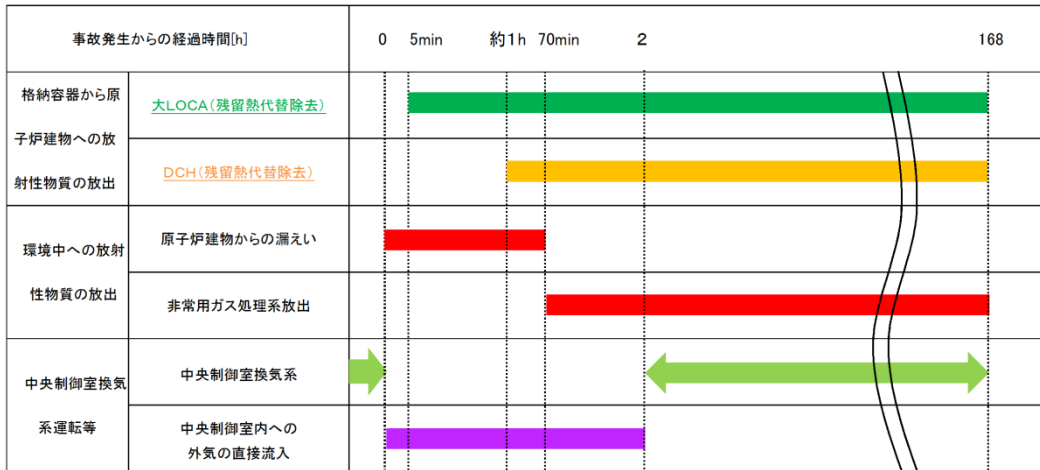 事故発生からの経過時間[h]
0 5min 約1h 70min 2 168
格納容器から原
子炉建物への放
射性物質の放出
大LOCA(残留熱代替除去)
DCH(残留熱代替除去)
環境中への放射
性物質の放出
原子炉建物からの漏えい
非常用ガス処理系放出
中央制御室換気
系運転等
中央制御室換気系
中央制御室内への
外気の直接流入